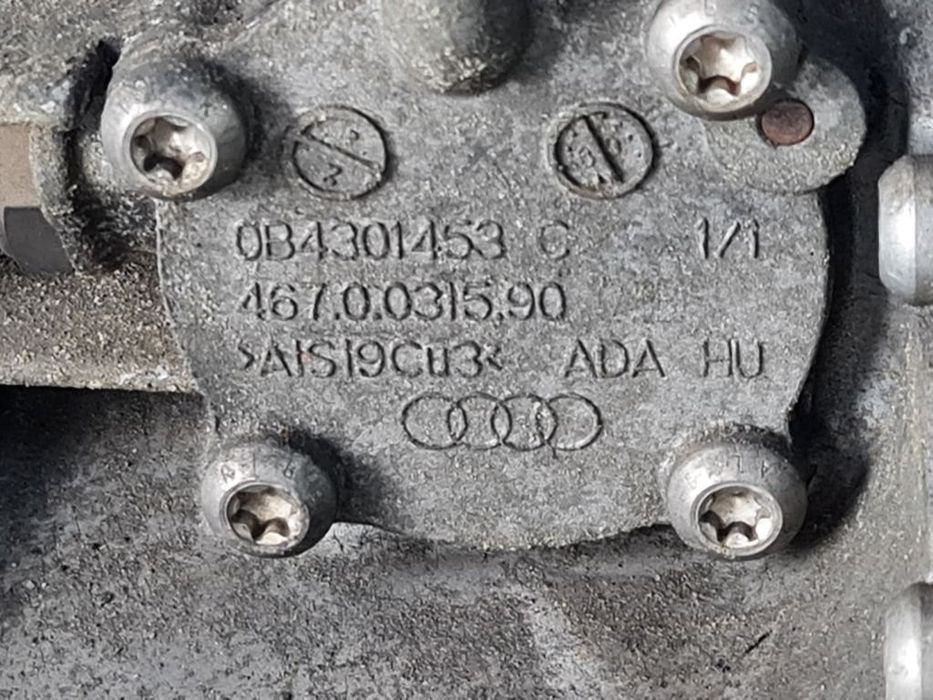 0B4301453 C 1/1
467.0.0315.90
>AlSi9Cu3< ADA HU